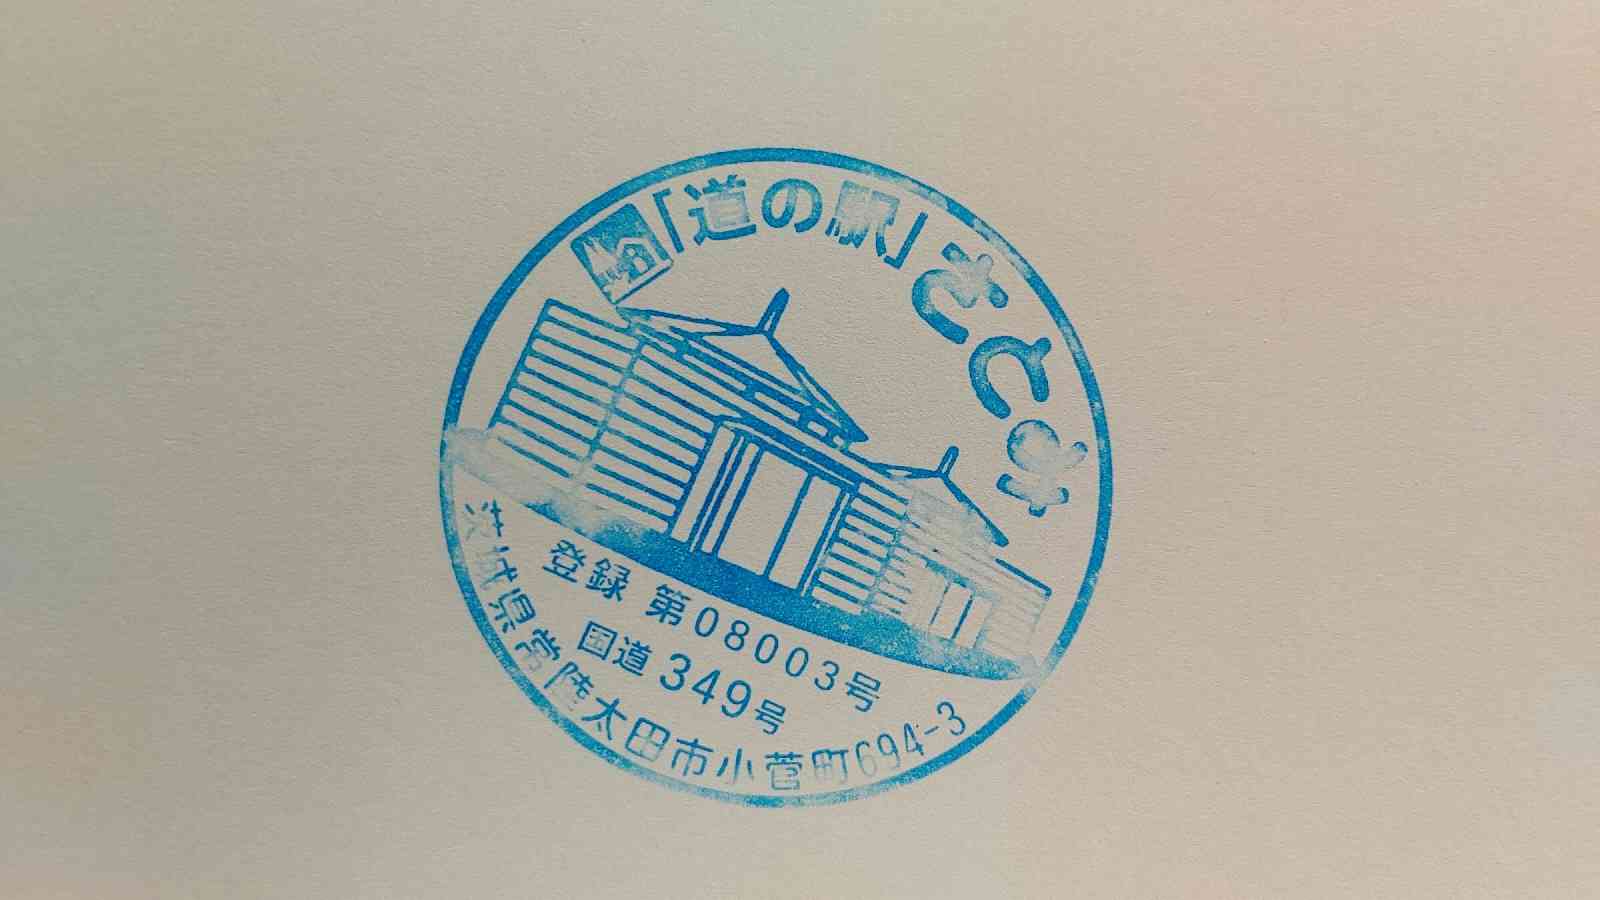 「道の駅」さとみ
登録 第08003号
国道349号
茨城県常陸太田市小菅町694-3